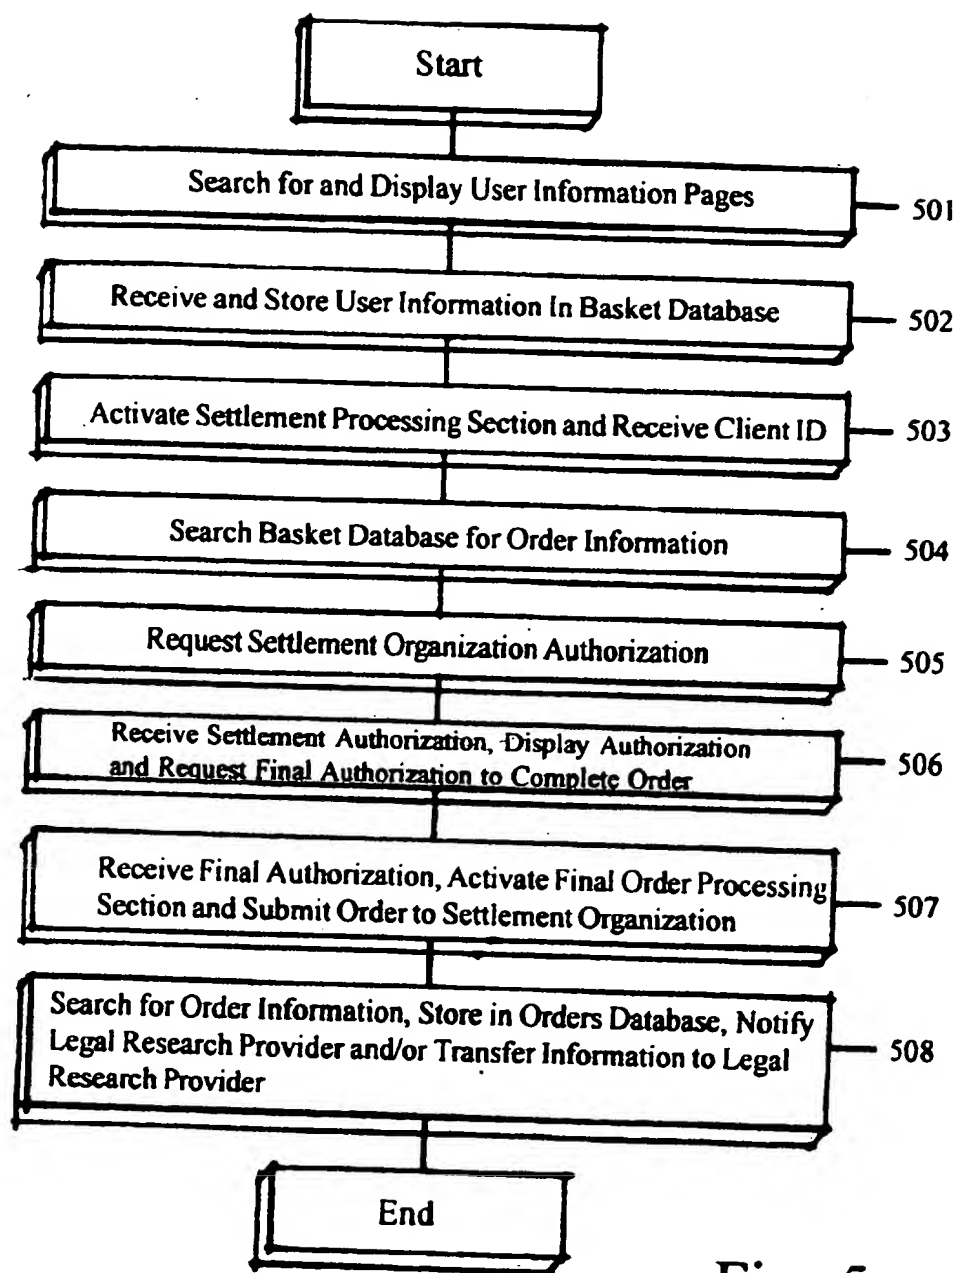 Start
Search for and Display User Information Pages
501
Receive and Store User Information In Basket Database
502
Activate Settlement Processing Section and Receive Client ID
503
Search Basket Database for Order Information
504
Request Settlement Organization Authorization
505
Receive Settlement Authorization, Display Authorization
and Request Final Authorization to Complete Order
506
Receive Final Authorization, Activate Final Order Processing
Section and Submit Order to Settlement Organization
507
Search for Order Information, Store in Orders Database, Notify
Legal Research Provider and/or Transfer Information to Legal
Research Provider
508
End